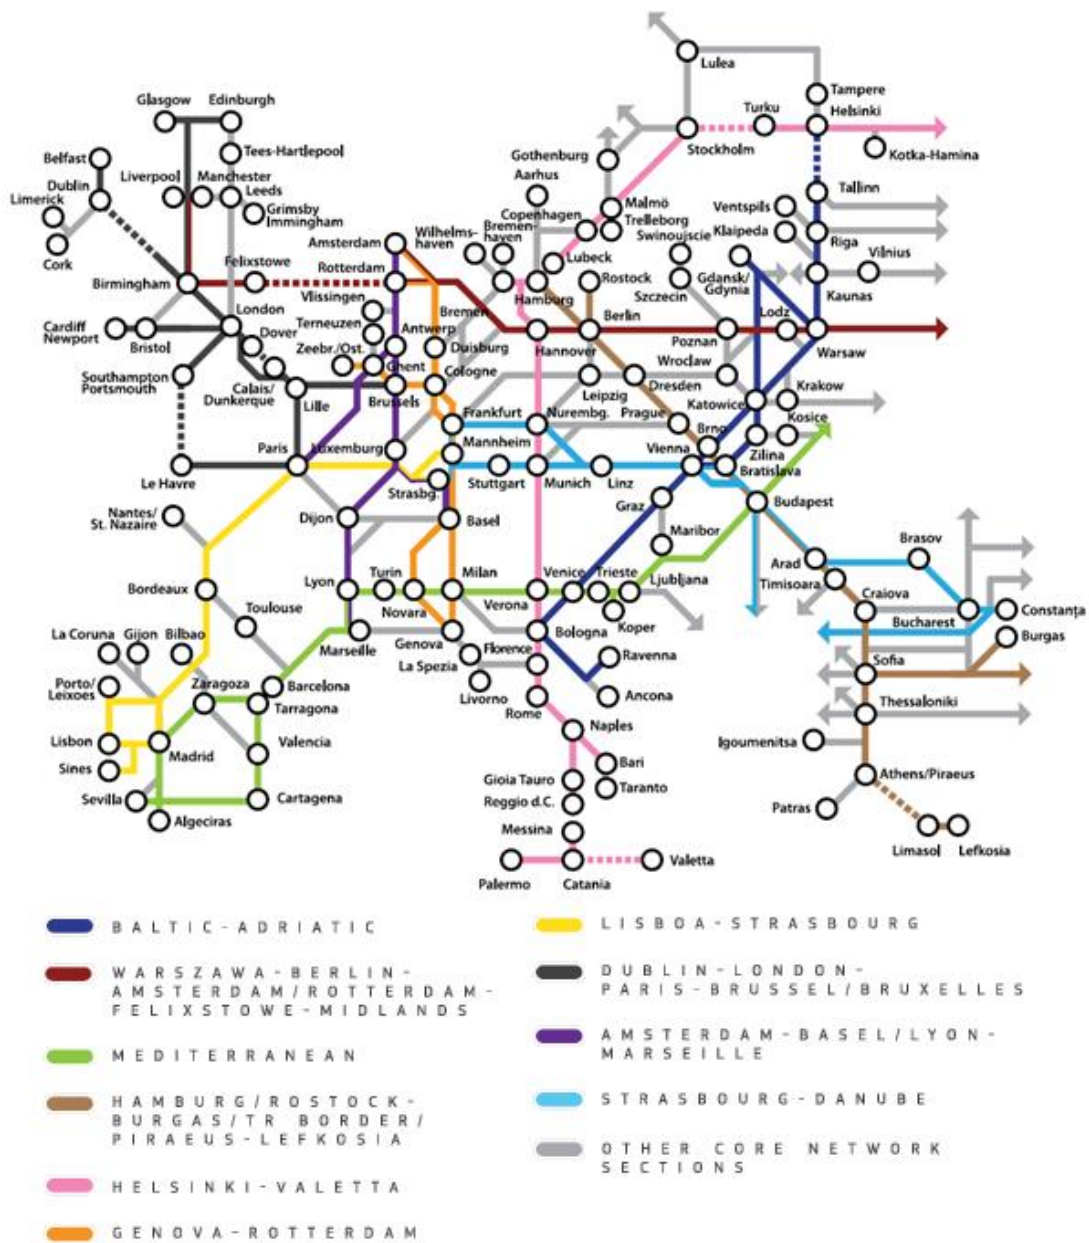 Lulea
Tampere
Glasgow
Edinburgh
Turku
Helsinki
Stockholm
Kotka-Hamina
Belfast
Tees-Hartlepool
Gothenburg
Liverpool
Manchester
Aarhus
Dublin
Leeds
Limerick
Tallinn
Grimsby
Immingham
Malmö
Ventspils
Copenhagen
Trelleborg
Cork
Amsterdam
Wilhelms-
haven
Bremen-
haven
Swinoujscie
Klaipeda
Riga
Vilnius
Felixstowe
Rotterdam
Lubeck
Birmingham
Rostock
Gdansk/
Gdynia
Hamburg
Szczecin
Kaunas
Vlissingen
Bremen
London
Berlin
Lodz
Cardiff
Newport
Bristol
Dover
Terneuzen
Antwerp
Hannover
Poznan
Warsaw
Zeebr./Ost.
Duisburg
Southampton
Portsmouth
Ghent
Cologne
Wroclaw
Calais/
Dunkerque
Lille
Brussels
Leipzig
Dresden
Krakow
Katowice
Frankfurt
Nurembg.
Prague
Kosice
Brno
Paris
Luxemburg
Mannheim
Vienna
Zilina
Le Havre
Strasbg.
Stuttgart
Munich
Linz
Bratislava
Graz
Budapest
Nantes/
St. Nazaire
Dijon
Basel
Maribor
Brasov
Arad
Timisoara
Bordeaux
Lyon
Turin
Milan
Venice
Trieste
Ljubljana
Craiova
Toulouse
Novara
Verona
Constanța
Koper
Bucharest
La Coruna
Gijon
Bilbao
Marseille
Genova
Bologna
Burgas
La Spezia
Florence
Ravenna
Sofia
Porto/
Leixoes
Zaragoza
Barcelona
Livorno
Ancona
Tarragona
Rome
Thessaloniki
Lisbon
Madrid
Valencia
Naples
Igoumenitsa
Sines
Bari
Gioia Tauro
Taranto
Athens/Piraeus
Sevilla
Cartagena
Reggio d.C.
Patras
Algeciras
Messina
Limasol
Lefkosia
Valetta
Palermo
Catania
BALTIC-ADRIATIC
WARSZAWA-BERLIN-
AMSTERDAM/ROTTERDAM-
FELIXSTOWE-MIDLANDS
MEDITERRANEAN
HAMBURG/ROSTOCK-
BURGAS/TR BORDER/
PIRAEUS-LEFKOSIA
HELSINKI-VALETTA
GENOVA-ROTTERDAM
LISBOA-STRASBOURG
DUBLIN-LONDON-
PARIS-BRUSSEL/BRUXELLES
AMSTERDAM-BASEL/LYON-
MARSEILLE
STRASBOURG-DANUBE
OTHER CORE NETWORK
SECTIONS